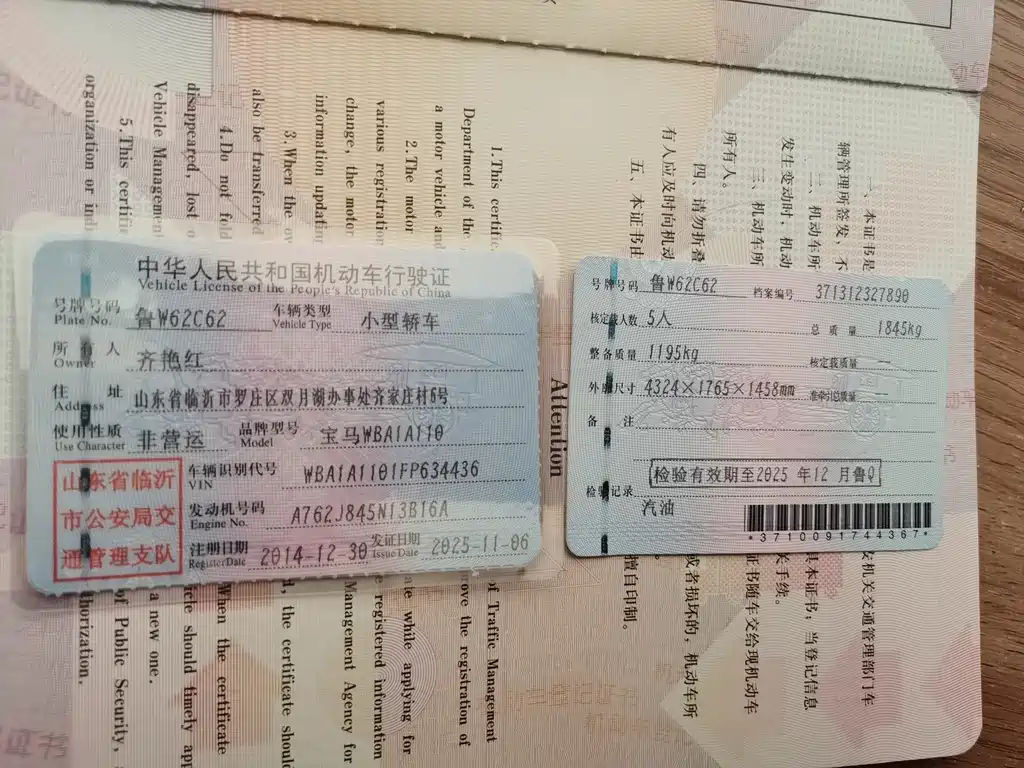 中华人民共和国机动车行驶证
Vehicle License of the People's Republic of China
号牌号码 鲁W62C62 车辆类型 小型轿车
Plate No. Vehicle Type
所有人 齐艳红
Owner
住址 山东省临沂市罗庄区双月湖办事处齐家庄村6号
Address
使用性质 非营运 品牌型号 宝马WBA1A110
Use Character Model
山东省临沂
市公安局交
通管理支队
车辆识别代号 WBA1A1101FP634436
VIN
发动机号码 A762J845N13B16A
Engine No.
注册日期 2014-12-30 发证日期 2025-11-06
Register Date Issue Date
号牌号码 鲁W62C62 档案编号 371312327890
核定载人数 5人 总质量 1845kg
整备质量 1195kg 核定载质量 --
外廓尺寸 4324×1765×1458 准牵引总质量 --
备注
检验有效期至2025年12月鲁Q
检验记录
汽油
*3710091744367*
Attention
1.This certifi
Department of the
of Traffic Management
a motor vehicle and
ove the registration of
2.The motor
various registration
ate while applying for
change, the motor
e registered information
information updatin
Management Agency for
3.When the ow
d, the certificate shoul
also be transferred
4.Do not fold
When the certificate
disappeared, lost o
icle should timely app
Vehicle Management
a new one.
5.This certific
of Public Security,
organization or indi
thorization.
一、本证书是
辆管理所签发，不
二、机动车所
发生变动时，机动
三、机动车所
所有人。
四、请勿折叠
有人应及时向机动
五、本证书由
安机关交通管理部门车
具本证书；当登记信息
关手续。
证书随车交给现机动车
或者损坏的，机动车所
擅自印制。